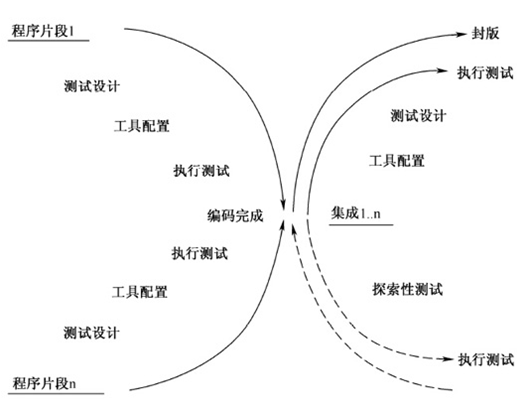 程序片段1
测试设计
工具配置
执行测试
编码完成
执行测试
工具配置
测试设计
程序片段n
封版
执行测试
测试设计
工具配置
集成1..n
探索性测试
执行测试